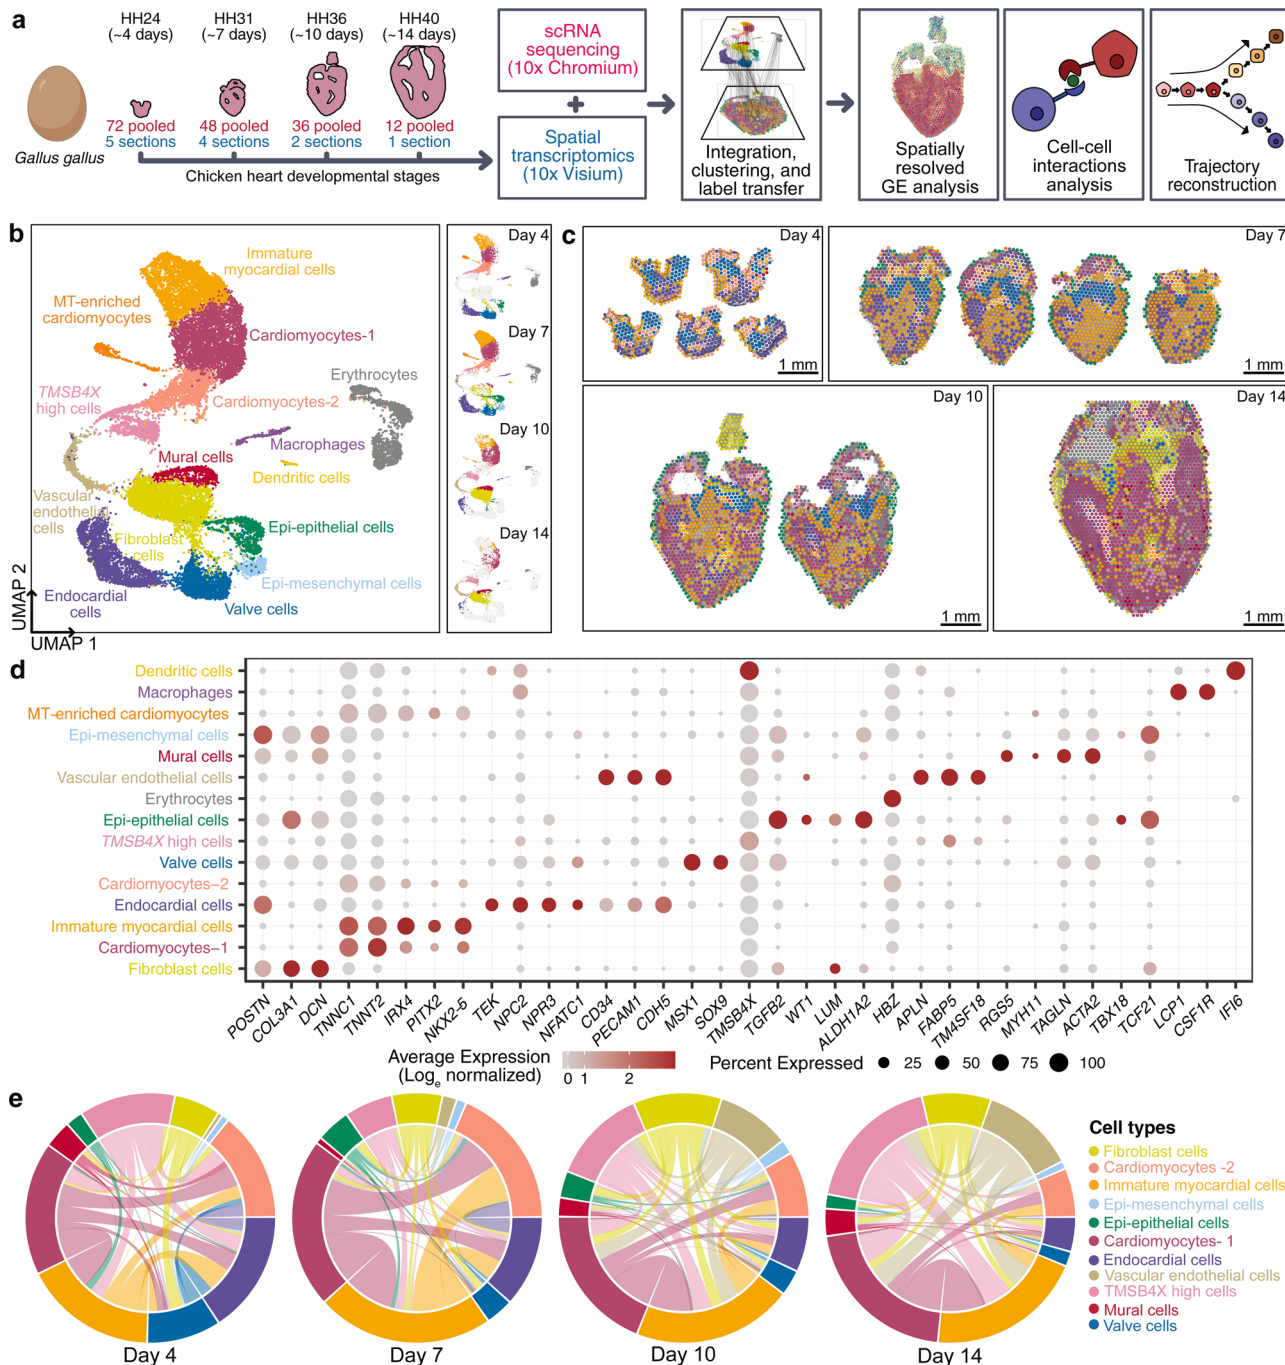 a
HH24
(~4 days)
HH31
(~7 days)
HH36
(~10 days)
HH40
(~14 days)
72 pooled
5 sections
48 pooled
4 sections
36 pooled
2 sections
12 pooled
1 section
Gallus gallus
Chicken heart developmental stages
scRNA
sequencing
(10x Chromium)
+
Spatial
transcriptomics
(10x Visium)
Integration,
clustering, and
label transfer
Spatially
resolved
GE analysis
Cell-cell
interactions
analysis
Trajectory
reconstruction
b
Immature
myocardial cells
MT-enriched
cardiomyocytes
Cardiomyocytes-1
Erythrocytes
TMSB4X
high cells
Cardiomyocytes-2
Macrophages
Mural cells
Dendritic cells
Vascular
endothelial
cells
Fibroblast
cells
Epi-epithelial cells
Epi-mesenchymal cells
Endocardial
cells
Valve cells
UMAP 2
UMAP 1
Day 4
Day 7
Day 10
Day 14
c
Day 4
1 mm
Day 7
1 mm
Day 10
1 mm
Day 14
1 mm
d
Dendritic cells
Macrophages
MT-enriched cardiomyocytes
Epi-mesenchymal cells
Mural cells
Vascular endothelial cells
Erythrocytes
Epi-epithelial cells
TMSB4X high cells
Valve cells
Cardiomyocytes−2
Endocardial cells
Immature myocardial cells
Cardiomyocytes−1
Fibroblast cells
POSTN
COL3A1
DCN
TNNC1
TNNT2
IRX4
PITX2
NKX2-5
TEK
NPC2
NPR3
NFATC1
CD34
PECAM1
CDH5
MSX1
SOX9
TMSB4X
TGFB2
WT1
LUM
ALDH1A2
HBZ
APLN
FABP5
TM4SF18
RGS5
MYH11
TAGLN
ACTA2
TBX18
TCF21
LCP1
CSF1R
IFI6
Average Expression
(Loge normalized)
0 1 2
Percent Expressed
25 50 75 100
e
Day 4
Day 7
Day 10
Day 14
Cell types
Fibroblast cells
Cardiomyocytes -2
Immature myocardial cells
Epi-mesenchymal cells
Epi-epithelial cells
Cardiomyocytes- 1
Endocardial cells
Vascular endothelial cells
TMSB4X high cells
Mural cells
Valve cells